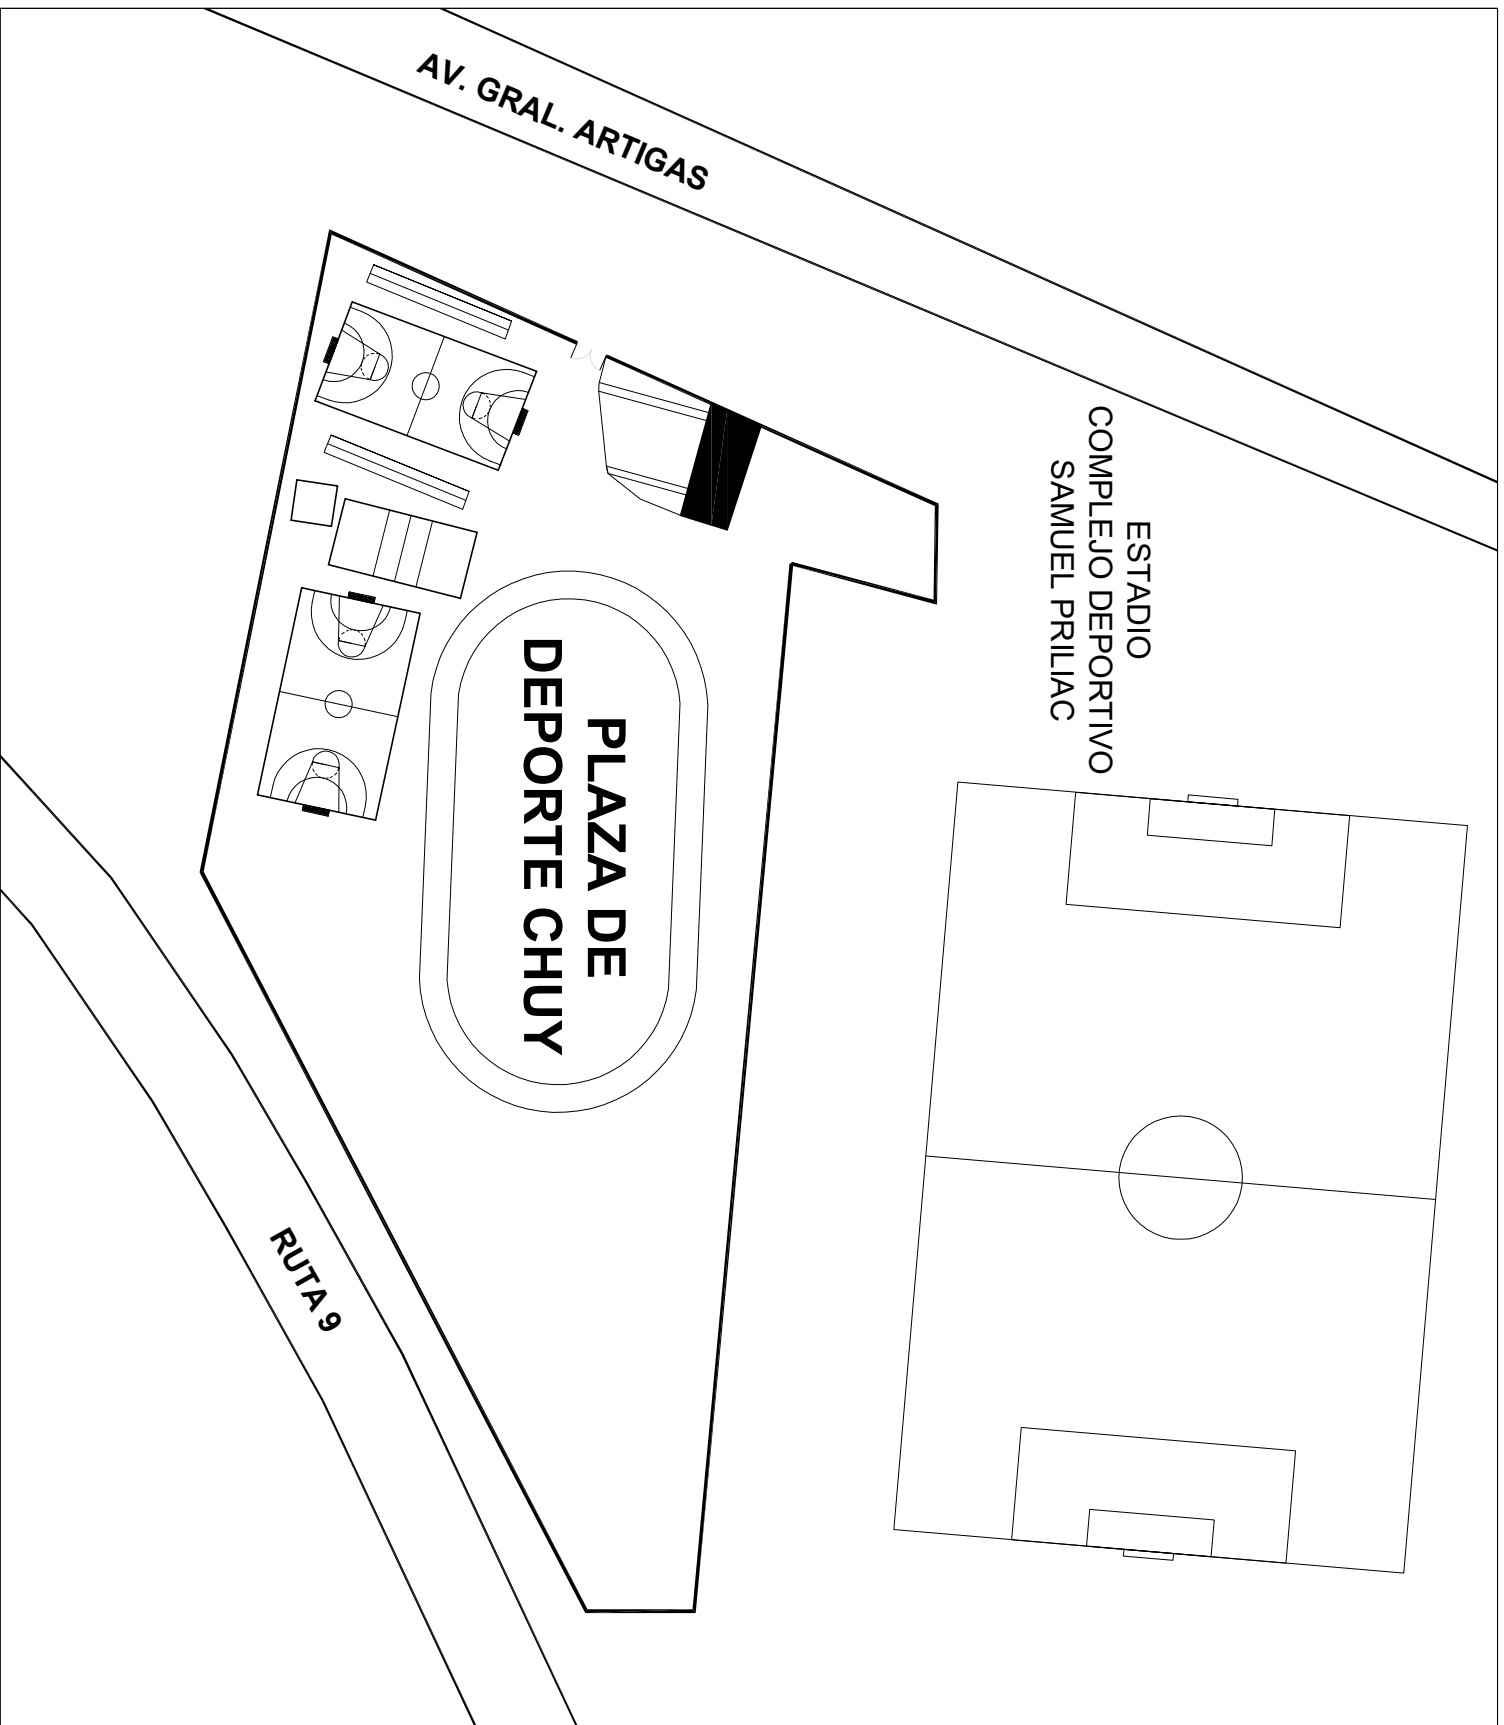 AV. GRAL. ARTIGAS
ESTADIO
COMPLEJO DEPORTIVO
SAMUEL PRILIAC
PLAZA DE
DEPORTE CHUY
RUTA 9